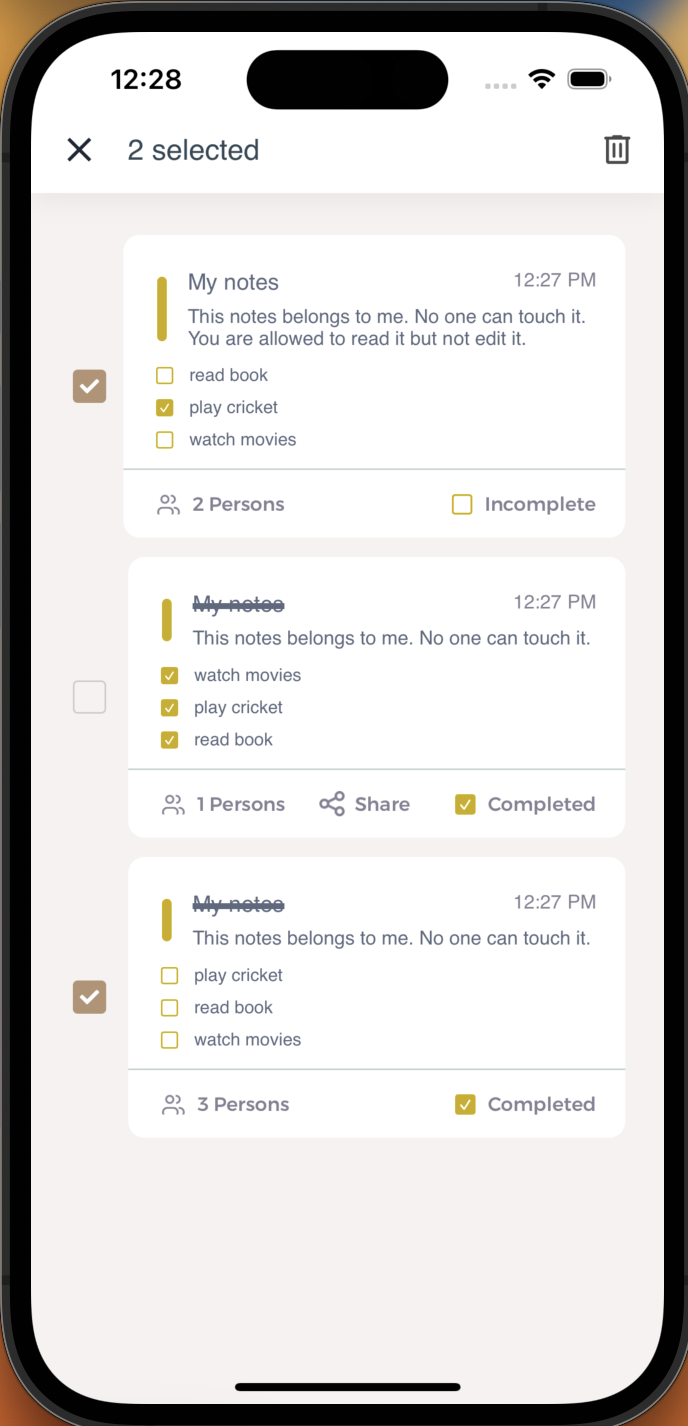 12:28
2 selected
My notes
12:27 PM
This notes belongs to me. No one can touch it.
You are allowed to read it but not edit it.
read book
play cricket
watch movies
2 Persons
Incomplete
My notes
12:27 PM
This notes belongs to me. No one can touch it.
watch movies
play cricket
read book
1 Persons
Share
Completed
My notes
12:27 PM
This notes belongs to me. No one can touch it.
play cricket
read book
watch movies
3 Persons
Completed